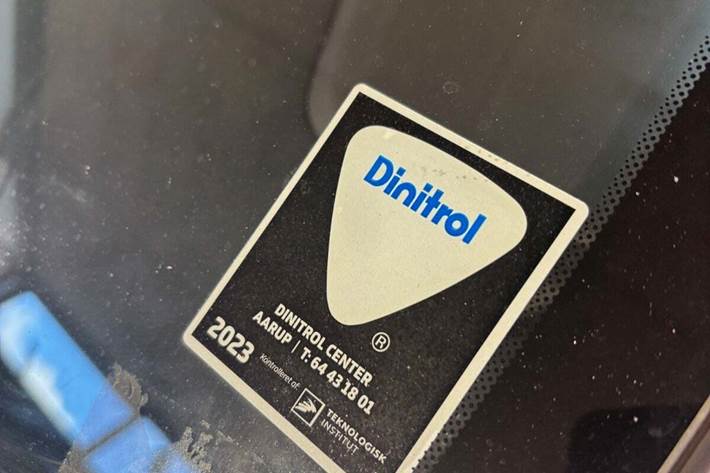 Dinitrol
®
DINITROL CENTER
AARUP | T: 64 43 18 01
2023
Kontrolleret af:
TEKNOLOGISK
INSTITUT